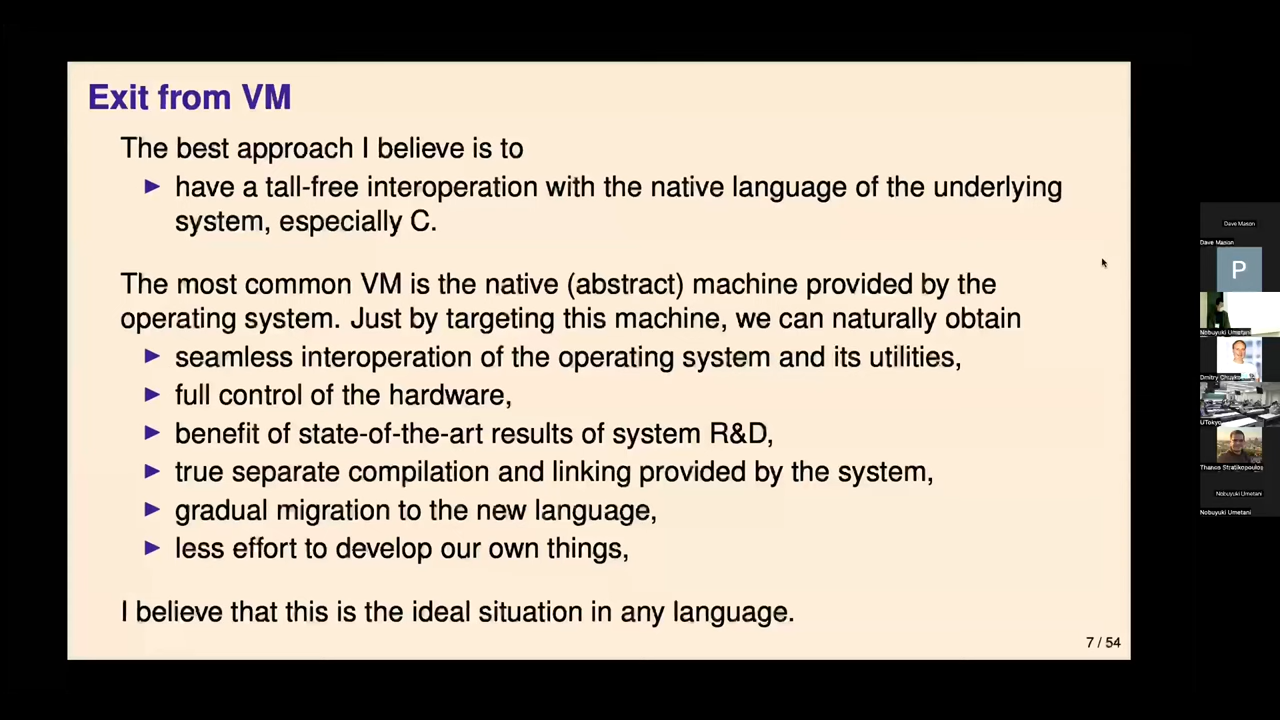 Exit from VM
The best approach I believe is to
▶ have a tall-free interoperation with the native language of the underlying
system, especially C.
The most common VM is the native (abstract) machine provided by the
operating system. Just by targeting this machine, we can naturally obtain
▶ seamless interoperation of the operating system and its utilities,
▶ full control of the hardware,
▶ benefit of state-of-the-art results of system R&D,
▶ true separate compilation and linking provided by the system,
▶ gradual migration to the new language,
▶ less effort to develop our own things,
I believe that this is the ideal situation in any language.
7 / 54
Dave Mason
Dave Mason
P
Nobuyuki Umetani
Dmitry
UTokyo
Thanos Stratikopoulos
Nobuyuki Umetani
Nobuyuki Umetani